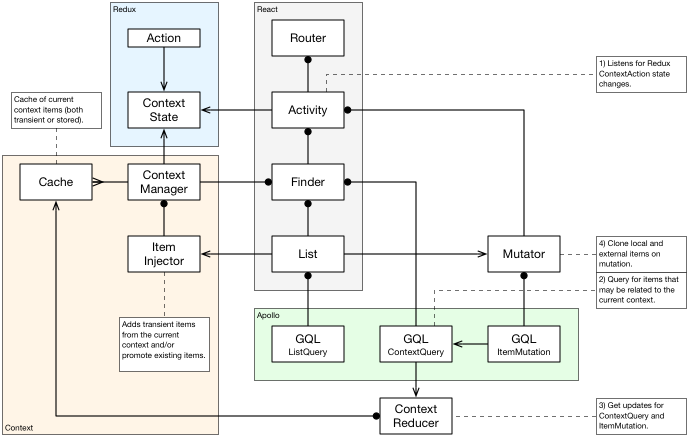 Redux
React
Action
Router
1) Listens for Redux
ContextAction state
changes.
Cache of current
context items (both
transient or stored).
Context
State
Activity
Cache
Context
Manager
Finder
Item
Injector
List
Mutator
4) Clone local and
external items on
mutation.
2) Query for items that
may be related to the
current context.
Adds transient items
from the current
context and/or
promote existing items.
Apollo
GQL
ListQuery
GQL
ContextQuery
GQL
ItemMutation
Context
Context
Reducer
3) Get updates for
ContextQuery and
ItemMutation.